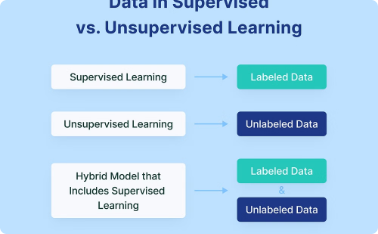 Data in Supervised
vs. Unsupervised Learning
Supervised Learning
Labeled Data
Unsupervised Learning
Unlabeled Data
Hybrid Model that
Includes Supervised
Learning
Labeled Data
&
Unlabeled Data